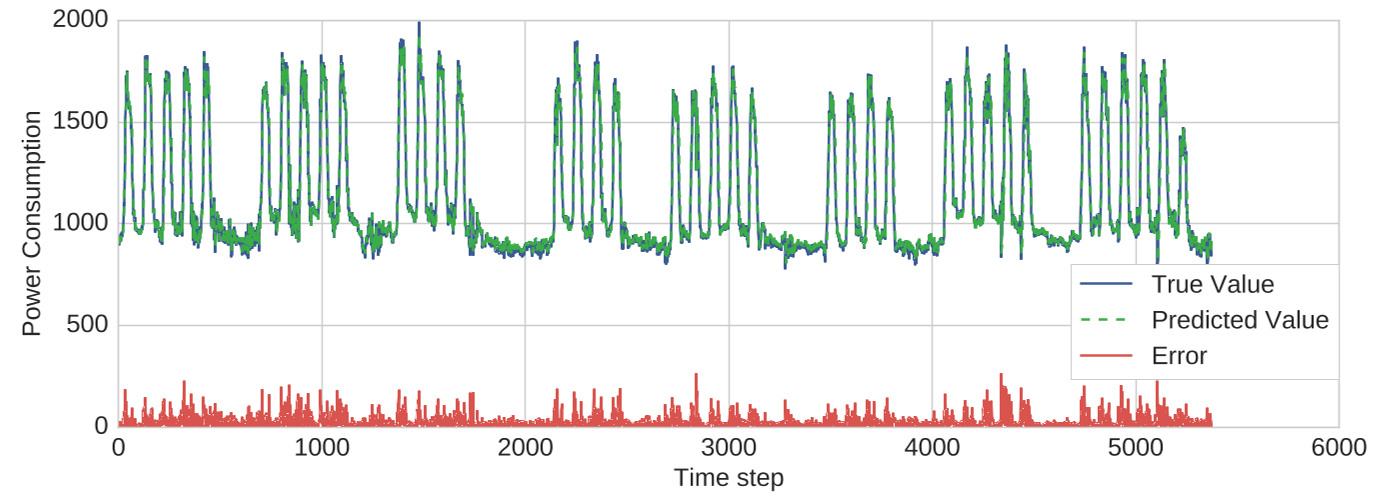 2000
1500
1000
500
0
Power Consumption
True Value
Predicted Value
Error
0 1000 2000 3000 4000 5000 6000
Time step